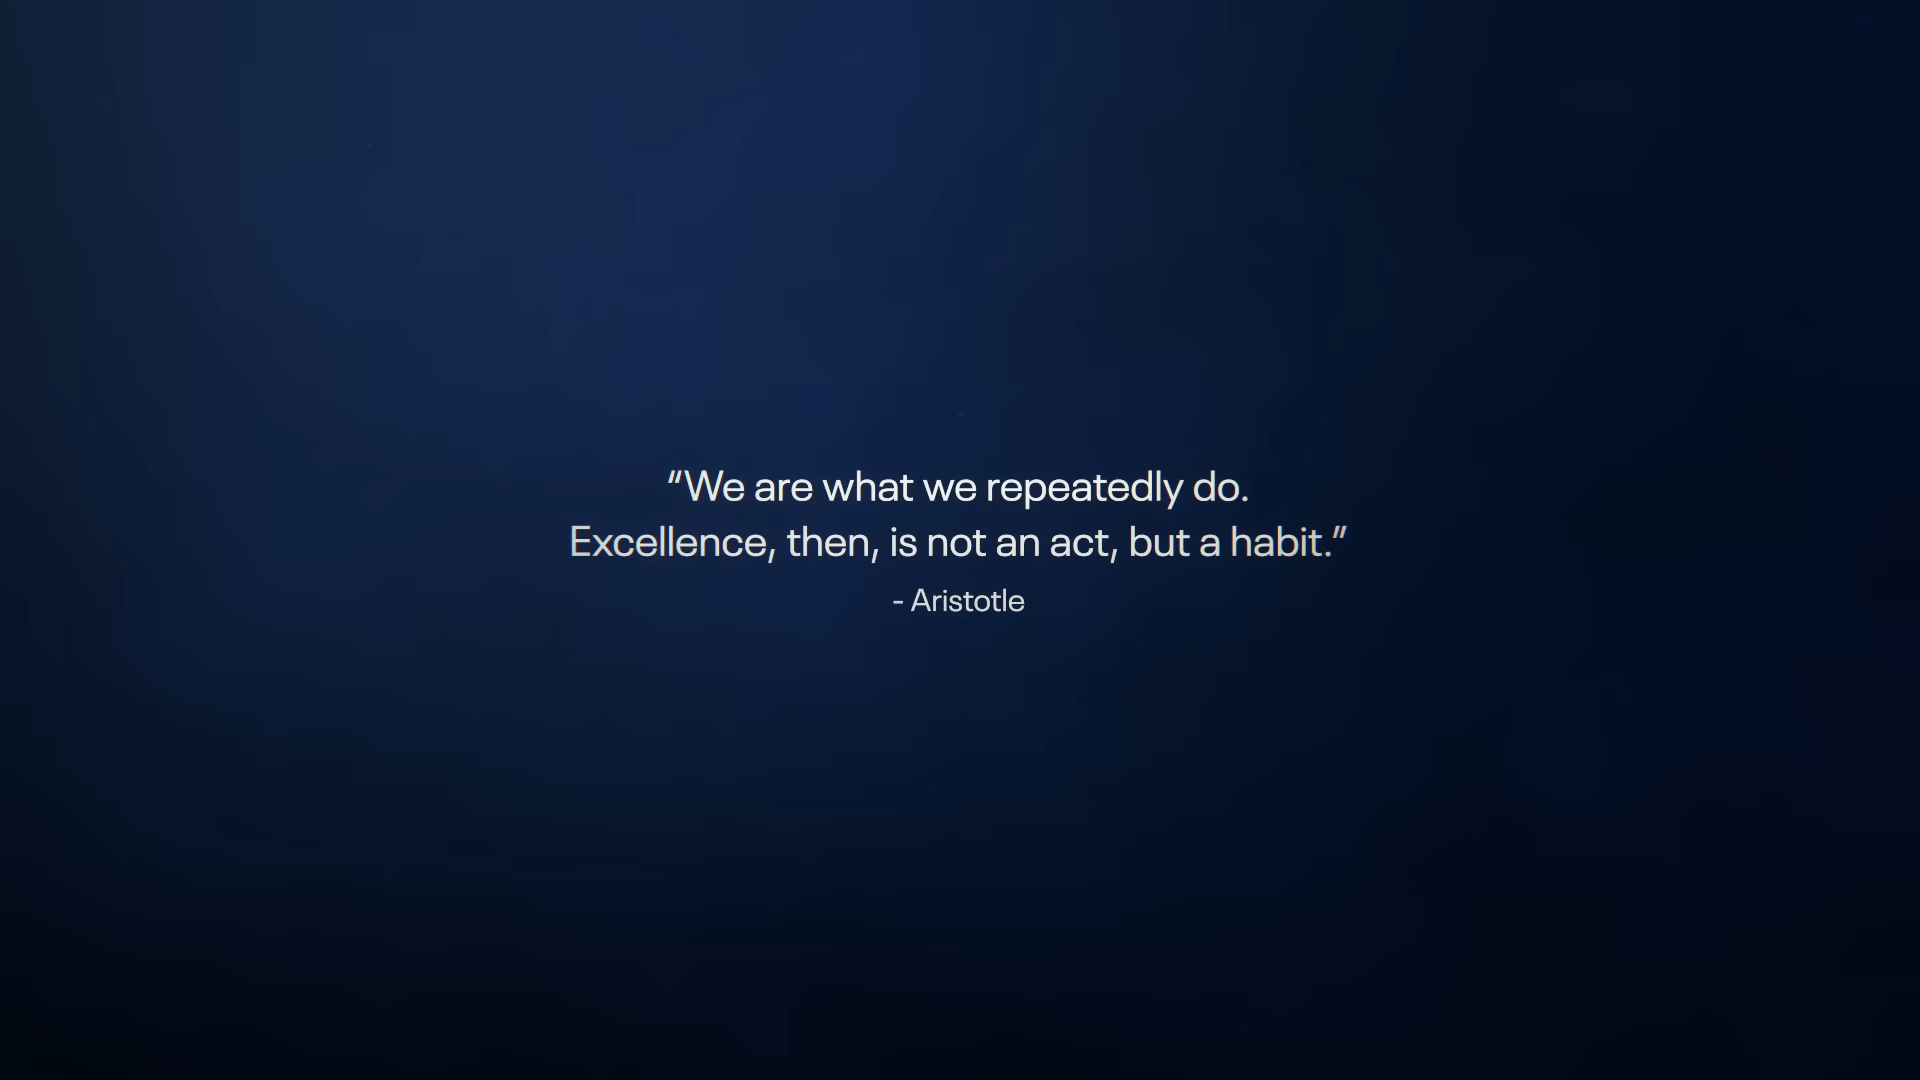 “We are what we repeatedly do.
Excellence, then, is not an act, but a habit.”
- Aristotle